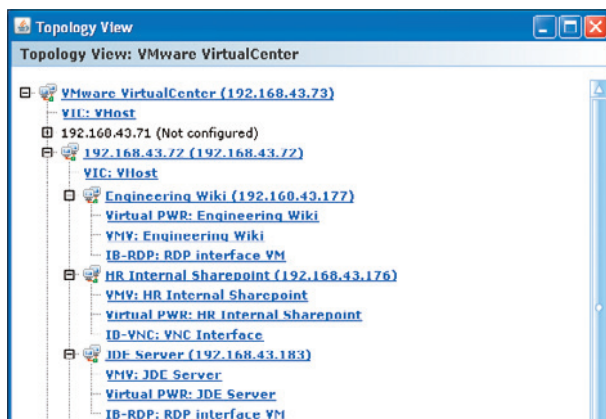 Topology View
Topology View: VMware VirtualCenter
VMware VirtualCenter (192.168.43.73)
VIC: VHost
192.168.43.71 (Not configured)
192.168.43.72 (192.168.43.72)
VIC: VHost
Engineering Wiki (192.168.43.177)
Virtual PWR: Engineering Wiki
VMV: Engineering Wiki
IB-RDP: RDP interface VM
HR Internal Sharepoint (192.168.43.176)
VMV: HR Internal Sharepoint
Virtual PWR: HR Internal Sharepoint
IB-VNC: VNC Interface
JDE Server (192.168.43.183)
VMV: JDE Server
Virtual PWR: JDE Server
IB-RDP: RDP interface VM